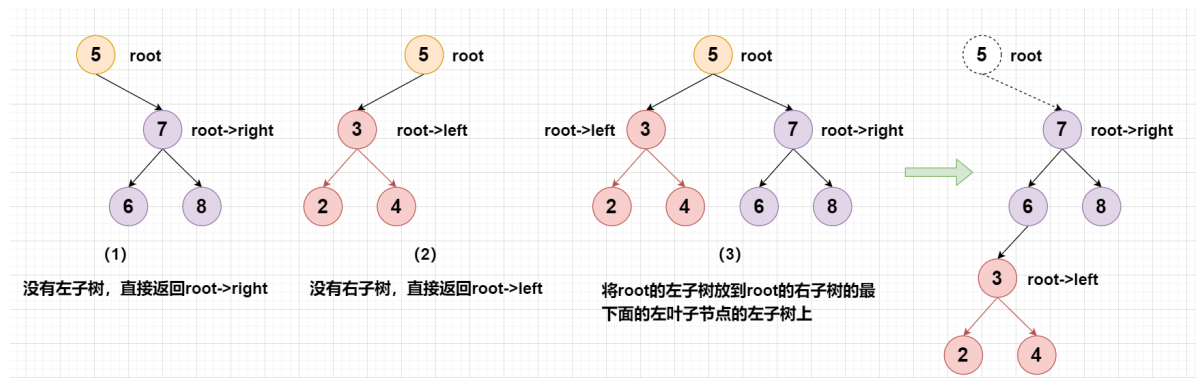 5 root
7 root->right
6 8
（1）
没有左子树，直接返回root->right
5 root
3 root->left
2 4
（2）
没有右子树，直接返回root->left
5 root
root->left 3 7 root->right
2 4 6 8
（3）
将root的左子树放到root的右子树的最
下面的左叶子节点的左子树上
5 root
7 root->right
6 8
3 root->left
2 4